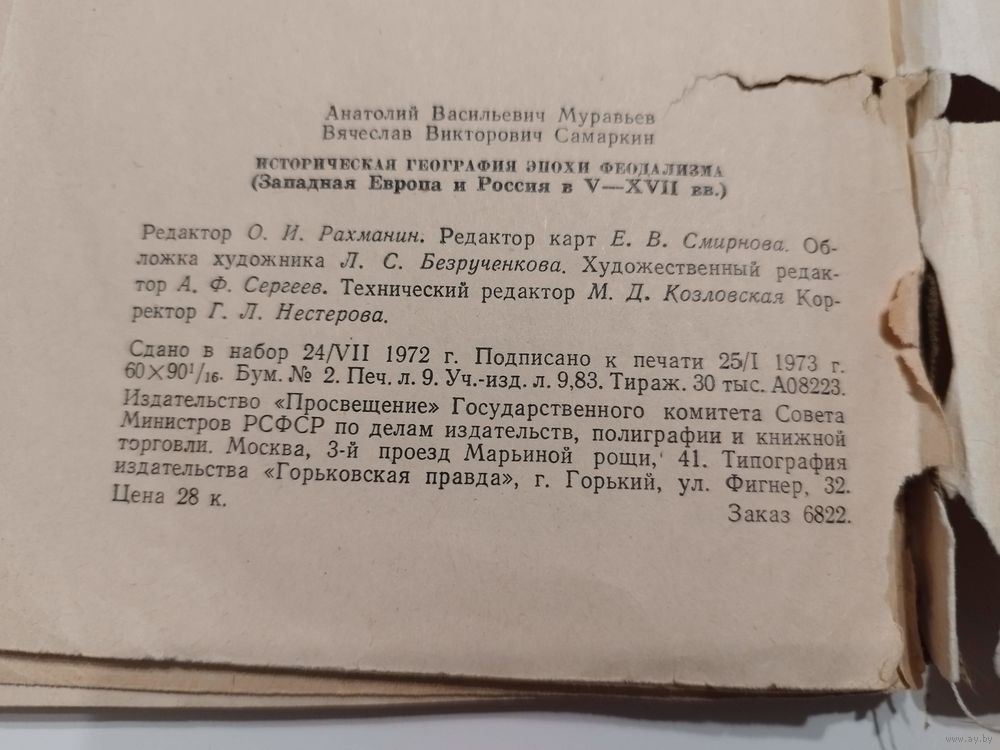 Анатолий Васильевич Муравьев
Вячеслав Викторович Самаркин
ИСТОРИЧЕСКАЯ ГЕОГРАФИЯ ЭПОХИ ФЕОДАЛИЗМА
(Западная Европа и Россия в V—XVII вв.)
Редактор О. И. Рахманин. Редактор карт Е. В. Смирнова. Об-
ложка художника Л. С. Безрученкова. Художественный редак-
тор А. Ф. Сергеев. Технический редактор М. Д. Козловская Кор-
ректор Г. Л. Нестерова.
Сдано в набор 24/VII 1972 г. Подписано к печати 25/I 1973 г.
60×90¹/₁₆. Бум. № 2. Печ. л. 9. Уч.-изд. л. 9,83. Тираж. 30 тыс. А08223.
Издательство «Просвещение» Государственного комитета Совета
Министров РСФСР по делам издательств, полиграфии и книжной
торговли. Москва, 3-й проезд Марьиной рощи, 41. Типография
издательства «Горьковская правда», г. Горький, ул. Фигнер, 32.
Цена 28 к.
Заказ 6822.
www.ay.by